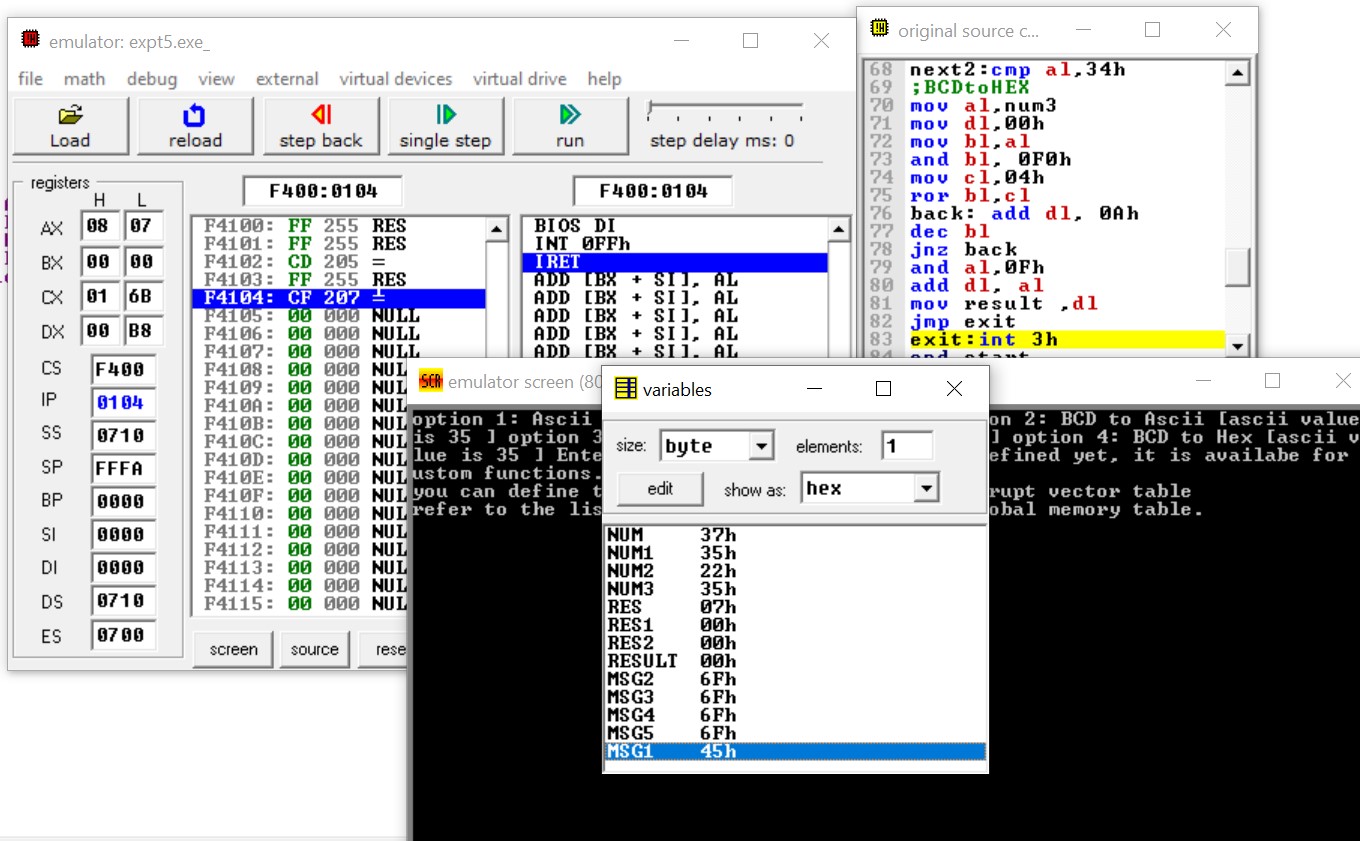 emulator: expt5.exe_
file math debug view external virtual devices virtual drive help
Load reload step back single step run step delay ms: 0
registers
H L
AX 08 07
BX 00 00
CX 01 6B
DX 00 B8
CS F400
IP 0104
SS 0710
SP FFFA
BP 0000
SI 0000
DI 0000
DS 0710
ES 0700
F400:0104 F400:0104
F4100: FF 255 RES
F4101: FF 255 RES
F4102: CD 205 =
F4103: FF 255 RES
F4104: CF 207 ╧
F4105: 00 000 NULL
F4106: 00 000 NULL
F4107: 00 000 NULL
F4108: 00 000 NUL
F4109: 00 000 NUL
F410A: 00 000 NUL
F410B: 00 000 NUL
F410C: 00 000 NUL
F410D: 00 000 NUL
F410E: 00 000 NUL
F410F: 00 000 NUL
F4110: 00 000 NUL
F4111: 00 000 NUL
F4112: 00 000 NUL
F4113: 00 000 NUL
F4114: 00 000 NUL
F4115: 00 000 NUL
BIOS DI
INT 0FFh
IRET
ADD [BX + SI], AL
ADD [BX + SI], AL
ADD [BX + SI], AL
ADD [BX + SI], AL
ADD [BX + SI], AL
screen source rese
original source c...
68 next2:cmp al,34h
69 ;BCDtoHEX
70 mov al,num3
71 mov dl,00h
72 mov bl,al
73 and bl, 0F0h
74 mov cl,04h
75 ror bl,cl
76 back: add dl, 0Ah
77 dec bl
78 jnz back
79 and al,0Fh
80 add dl, al
81 mov result ,dl
82 jmp exit
83 exit:int 3h
84 end start
emulator screen (80
option 1: Ascii on 2: BCD to Ascii [ascii value
is 35 ] option 3 ] option 4: BCD to Hex [ascii v
lue is 35 ] Ente efined yet, it is availabe for
ustom functions.
you can define t rupt vector table
refer to the lis obal memory table.
variables
size: byte elements: 1
edit show as: hex
NUM 37h
NUM1 35h
NUM2 22h
NUM3 35h
RES 07h
RES1 00h
RES2 00h
RESULT 00h
MSG2 6Fh
MSG3 6Fh
MSG4 6Fh
MSG5 6Fh
MSG1 45h